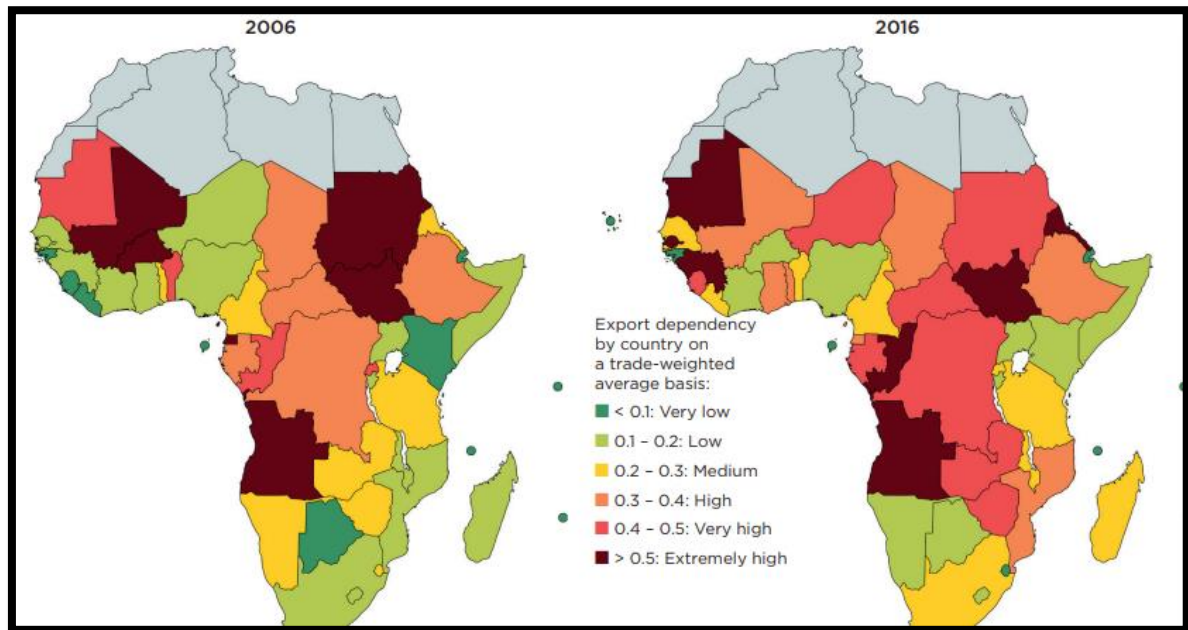 2006
2016
Export dependency
by country on
a trade-weighted
average basis:
< 0.1: Very low
0.1 – 0.2: Low
0.2 – 0.3: Medium
0.3 – 0.4: High
0.4 – 0.5: Very high
> 0.5: Extremely high